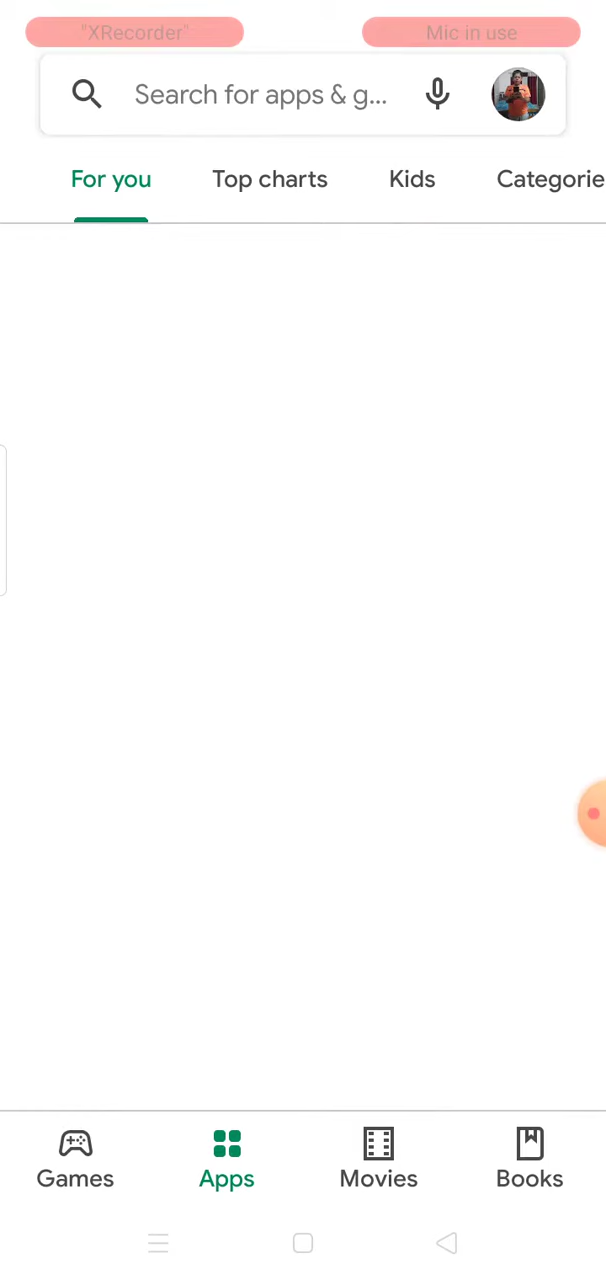 "XRecorder" Mic in use
Search for apps & g...
For you Top charts Kids Categorie
Games Apps Movies Books